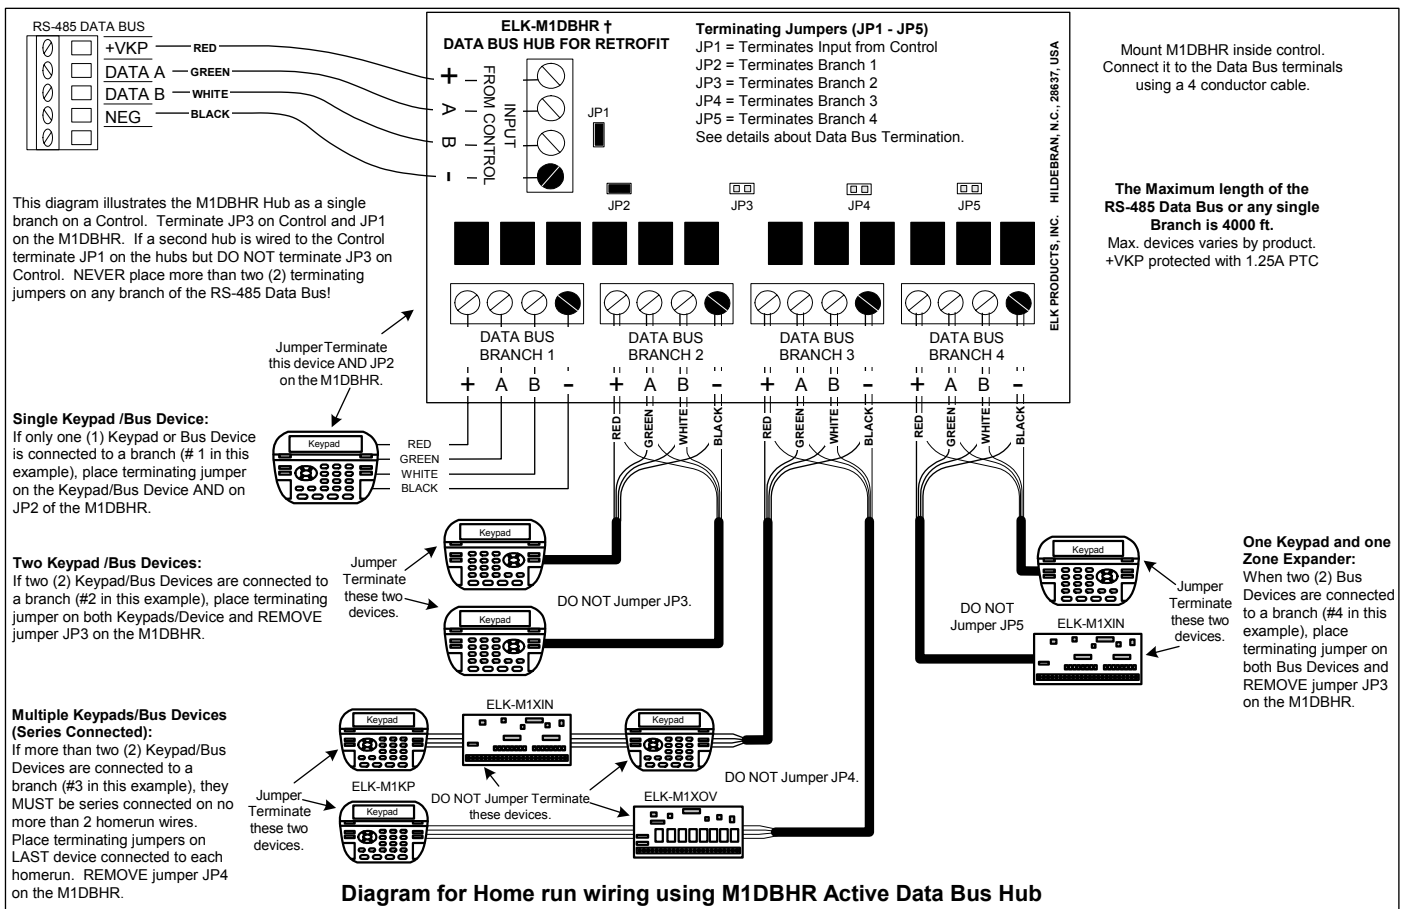 RS-485 DATA BUS
+VKP
RED
DATA A
GREEN
DATA B
WHITE
NEG
BLACK
ELK-M1DBHR †
DATA BUS HUB FOR RETROFIT
+
A
B
-
FROM CONTROL
INPUT
JP1
Terminating Jumpers (JP1 - JP5)
JP1 = Terminates Input from Control
JP2 = Terminates Branch 1
JP3 = Terminates Branch 2
JP4 = Terminates Branch 3
JP5 = Terminates Branch 4
See details about Data Bus Termination.
JP2
JP3
JP4
JP5
ELK PRODUCTS, INC. HILDEBRAN, N.C., 28637, USA
Mount M1DBHR inside control.
Connect it to the Data Bus terminals
using a 4 conductor cable.
The Maximum length of the
RS-485 Data Bus or any single
Branch is 4000 ft.
Max. devices varies by product.
+VKP protected with 1.25A PTC
This diagram illustrates the M1DBHR Hub as a single
branch on a Control. Terminate JP3 on Control and JP1
on the M1DBHR. If a second hub is wired to the Control
terminate JP1 on the hubs but DO NOT terminate JP3 on
Control. NEVER place more than two (2) terminating
jumpers on any branch of the RS-485 Data Bus!
DATA BUS
BRANCH 1
+ A B -
DATA BUS
BRANCH 2
+ A B -
DATA BUS
BRANCH 3
+ A B -
DATA BUS
BRANCH 4
+ A B -
RED
GREEN
WHITE
BLACK
RED
GREEN
WHITE
BLACK
RED
GREEN
WHITE
BLACK
Jumper Terminate
this device AND JP2
on the M1DBHR.
Single Keypad /Bus Device:
If only one (1) Keypad or Bus Device
is connected to a branch (# 1 in this
example), place terminating jumper
on the Keypad/Bus Device AND on
JP2 of the M1DBHR.
Keypad
RED
GREEN
WHITE
BLACK
Two Keypad /Bus Devices:
If two (2) Keypad/Bus Devices are connected to
a branch (#2 in this example), place terminating
jumper on both Keypads/Device and REMOVE
jumper JP3 on the M1DBHR.
Jumper
Terminate
these two
devices.
Keypad
Keypad
DO NOT Jumper JP3.
Keypad
DO NOT
Jumper JP5
ELK-M1XIN
Jumper
Terminate
these two
devices.
One Keypad and one
Zone Expander:
When two (2) Bus
Devices are connected
to a branch (#4 in this
example), place
terminating jumper on
both Bus Devices and
REMOVE jumper JP3
on the M1DBHR.
Multiple Keypads/Bus Devices
(Series Connected):
If more than two (2) Keypad/Bus
Devices are connected to a
branch (#3 in this example), they
MUST be series connected on no
more than 2 homerun wires.
Place terminating jumpers on
LAST device connected to each
homerun. REMOVE jumper JP4
on the M1DBHR.
Keypad
ELK-M1XIN
Keypad
Jumper
Terminate
these two
devices.
ELK-M1KP
Keypad
DO NOT Jumper Terminate
these devices.
ELK-M1XOV
DO NOT Jumper JP4.
Diagram for Home run wiring using M1DBHR Active Data Bus Hub